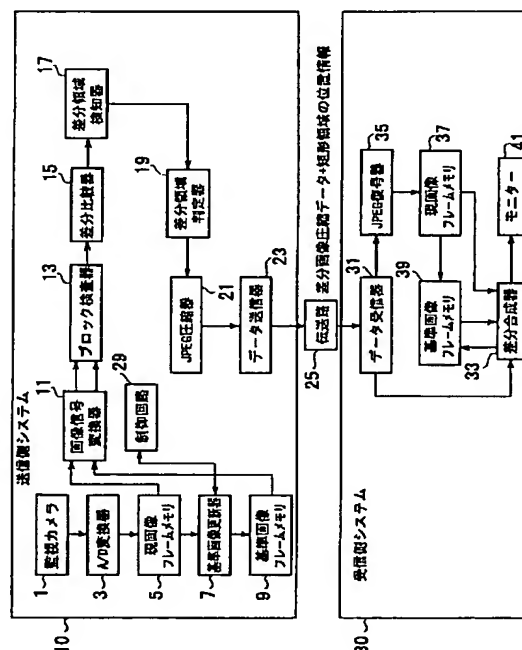 送信側システム
監視カメラ
1
A/D変換器
3
現画像
フレームメモリ
5
基準画像更新器
7
基準画像
フレームメモリ
9
10
画像信号
変換器
11
制御回路
29
ブロック検査器
13
差分比較器
15
差分領域
検知器
17
差分領域
判定器
19
JPEG圧縮器
21
データ送信器
23
伝送路
25
差分画像圧縮データ+矩形領域の位置情報
受信側システム
30
データ受信器
31
JPEG復号器
35
現画像
フレームメモリ
37
基準画像
フレームメモリ
39
差分合成器
33
モニター
41